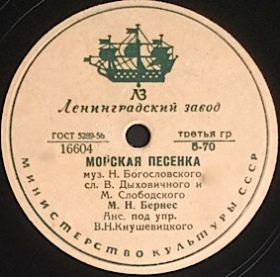 ЛЗ
Ленинградский завод
ГОСТ 5289-56
третья гр
16604
5-70
МОРСКАЯ ПЕСЕНКА
муз. Н. Богословского
сл. В. Дыховичного и
М. Слободского
М. Н. Бернес
Анс. под упр.
В.Н.Кнушевицкого
МИНИСТЕРСТВО КУЛЬТУРЫ СССР